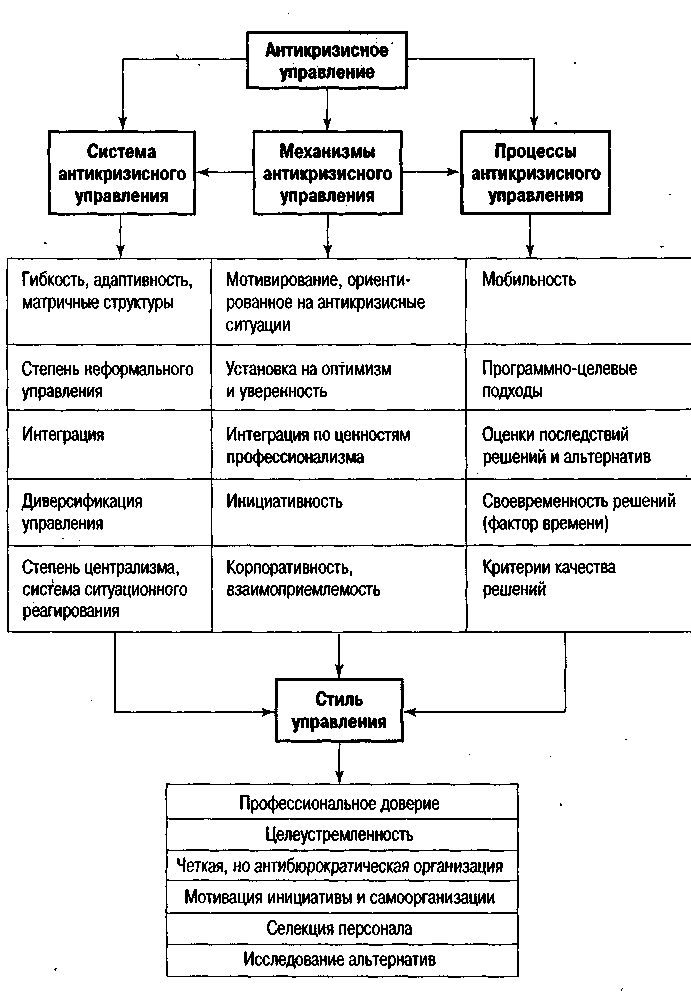 Антикризисное
управление
Система
антикризисного
управления
Механизмы
антикризисного
управления
Процессы
антикризисного
управления
Гибкость, адаптивность,
матричные структуры
Мотивирование, ориенти-
рованное на антикризисные
ситуации
Мобильность
Степень неформального
управления
Установка на оптимизм
и уверенность
Программно-целевые
подходы
Интеграция
Интеграция по ценностям
профессионализма
Оценки последствий
решений и альтернатив
Диверсификация
управления
Инициативность
Своевременность решений
(фактор времени)
Степень централизма,
система ситуационного
реагирования
Корпоративность,
взаимоприемлемость
Критерии качества
решений
Стиль
управления
Профессиональное доверие
Целеустремленность
Четкая, но антибюрократическая организация
Мотивация инициативы и самоорганизации
Селекция персонала
Исследование альтернатив